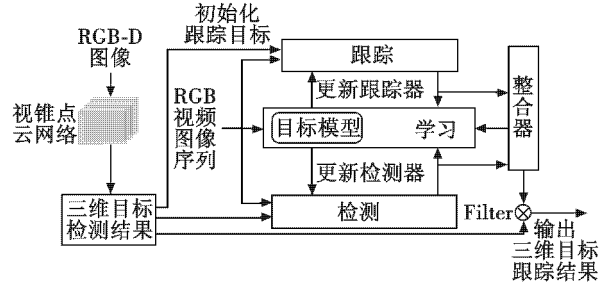 初始化
跟踪目标
RGB-D
图像
跟踪
视锥点
云网络
RGB
视频
图像
序列
更新跟踪器
目标模型
学习
更新检测器
整
合
器
三维目标
检测结果
检测
Filter
输出
三维目标
跟踪结果